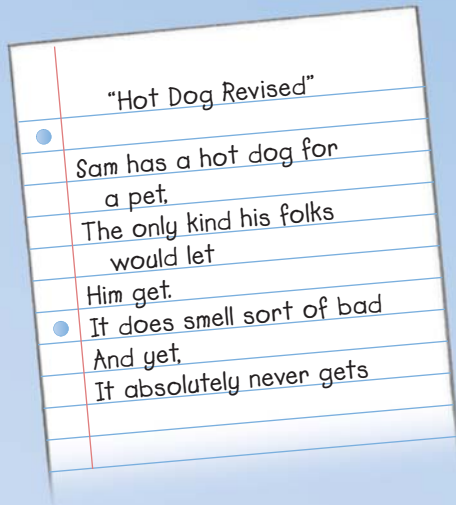 “Hot Dog Revised”
Sam has a hot dog for
a pet,
The only kind his folks
would let
Him get.
It does smell sort of bad
And yet,
It absolutely never gets